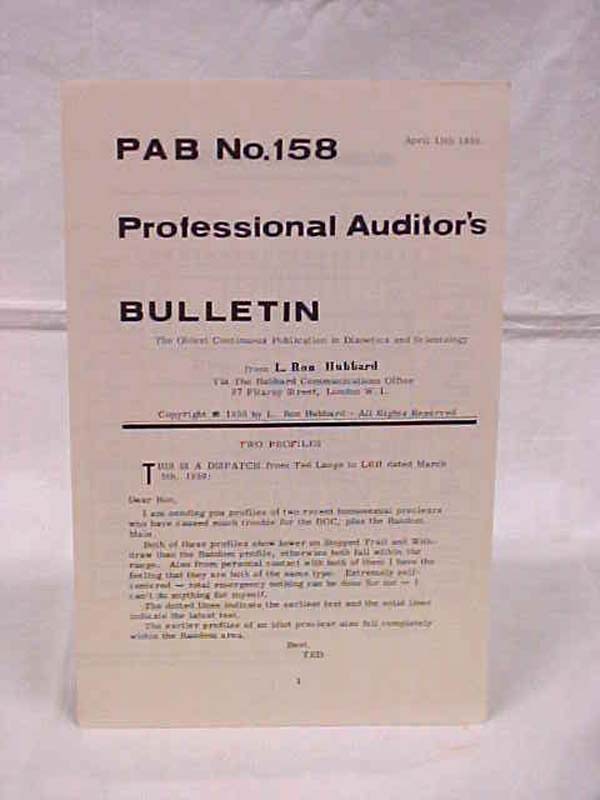 PAB No.158
April 15th 1959
Professional Auditor's
BULLETIN
The Oldest Continuous Publication in Dianetics and Scientology
from L. Ron Hubbard
Via The Hubbard Communications Office
37 Fitzroy Street, London W.1.
Copyright 1959 by L. Ron Hubbard - All Rights Reserved
TWO PROFILES
THIS IS A DISPATCH from Ted to LRH dated March
5th, 1959:
Dear Ron,
I am sending you profiles of two recent homosexual preclears
who have caused much trouble for the HGC, plus the Random
Main.
Both of these profiles show lower on Stopped Trait and With-
draw than the Random profile, otherwise both fall within the
range. Also from personal contact with both of them I have the
feeling that they are both of the same type. Extremely self-
centered — total emergency nothing can be done for me — I
can't do anything for myself.
The dotted lines indicate the earliest test and the solid lines
indicate the latest test.
The earlier profiles of an idiot preclear also fall completely
within the Random area.
Best,
TED
1